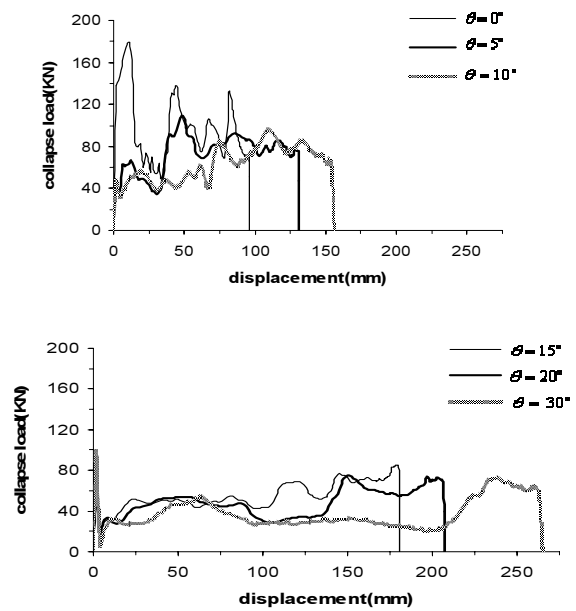 θ = 0°
θ = 5°
θ = 10°
collapse load(KN)
200
160
120
80
40
0
0 50 100 150 200 250
displacement(mm)
θ = 15°
θ = 20°
θ = 30°
collapse load(KN)
200
160
120
80
40
0
0 50 100 150 200 250
displacement(mm)